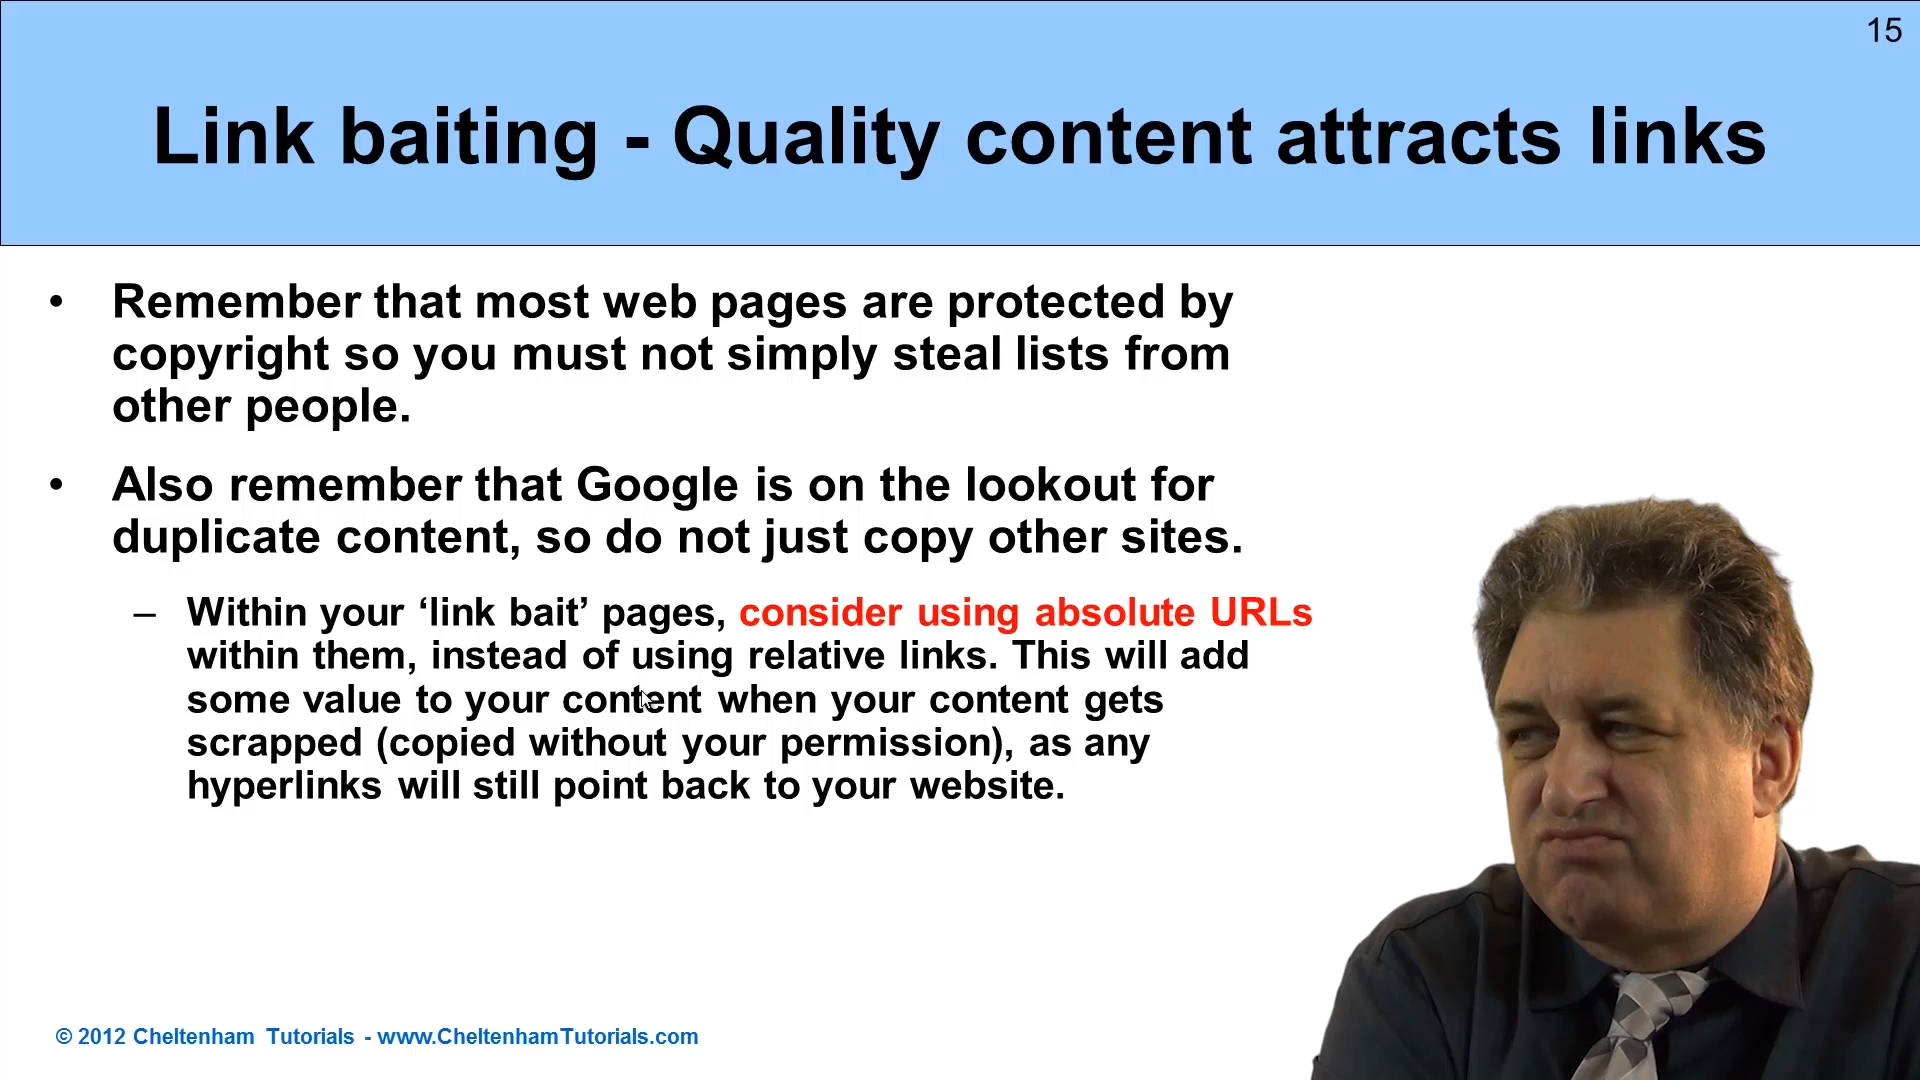 15
Link baiting - Quality content attracts links
• Remember that most web pages are protected by
copyright so you must not simply steal lists from
other people.
• Also remember that Google is on the lookout for
duplicate content, so do not just copy other sites.
– Within your ‘link bait’ pages, consider using absolute URLs
within them, instead of using relative links. This will add
some value to your content when your content gets
scrapped (copied without your permission), as any
hyperlinks will still point back to your website.
© 2012 Cheltenham Tutorials - www.CheltenhamTutorials.com